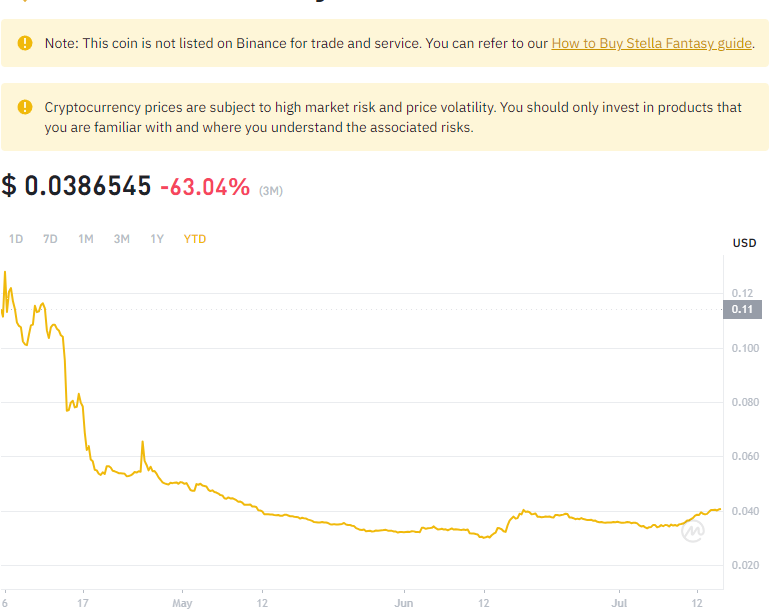 Note: This coin is not listed on Binance for trade and service. You can refer to our How to Buy Stella Fantasy guide.
Cryptocurrency prices are subject to high market risk and price volatility. You should only invest in products that
you are familiar with and where you understand the associated risks.
$ 0.0386545 -63.04% (3M)
1D 7D 1M 3M 1Y YTD
USD
0.12
0.11
0.100
0.080
0.060
0.040
0.020
6 17 May 12 Jun 12 Jul 12